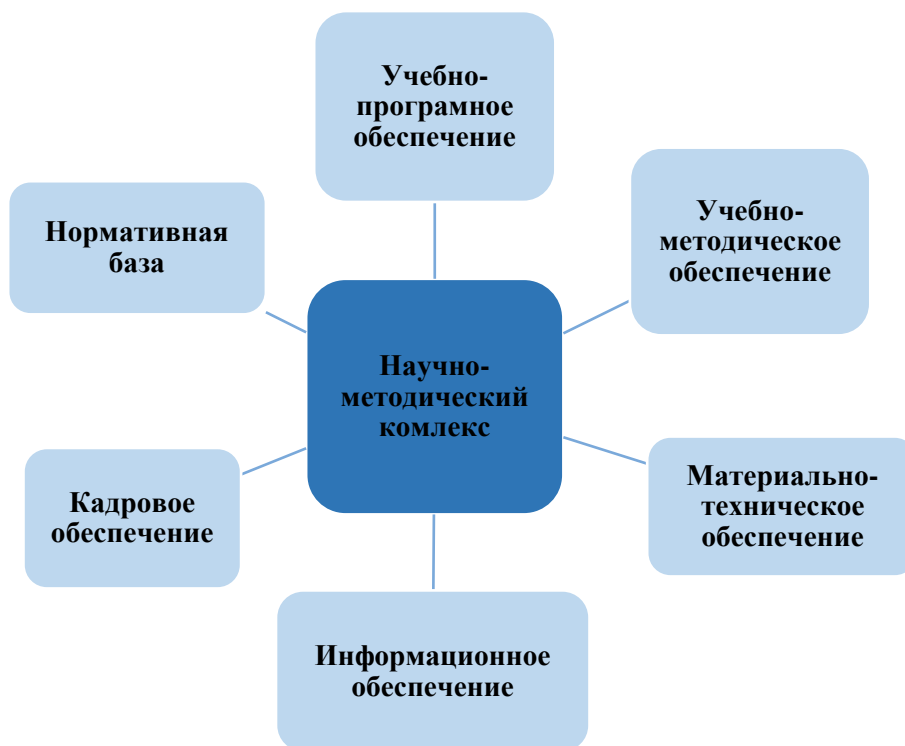 Учебно-
програмное
обеспечение
Учебно-
методическое
обеспечение
Нормативная
база
Научно-
методический
комлекс
Материально-
техническое
обеспечение
Кадровое
обеспечение
Информационное
обеспечение